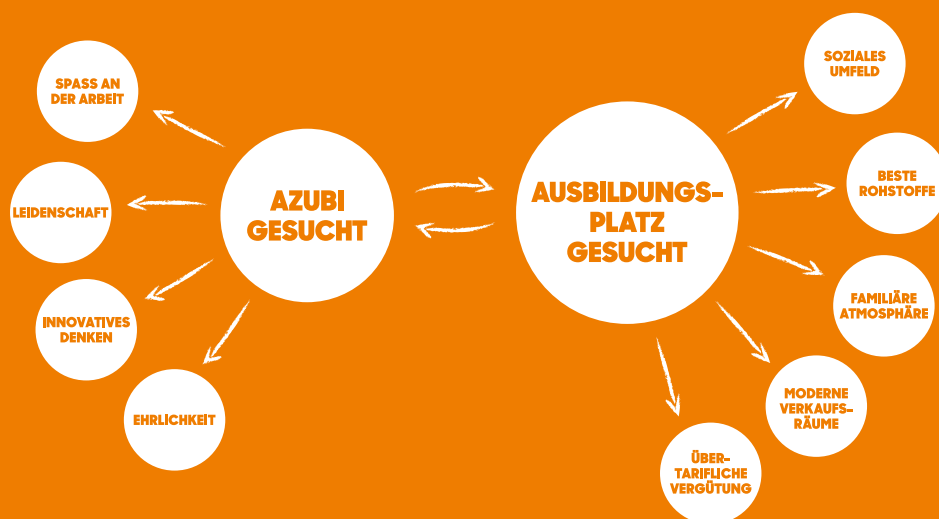 SPASS AN
DER ARBEIT
LEIDENSCHAFT
INNOVATIVES
DENKEN
EHRLICHKEIT
AZUBI
GESUCHT
AUSBILDUNGS-
PLATZ
GESUCHT
SOZIALES
UMFELD
BESTE
ROHSTOFFE
FAMILIÄRE
ATMOSPHÄRE
MODERNE
VERKAUFS-
RÄUME
ÜBER-
TARIFLICHE
VERGÜTUNG